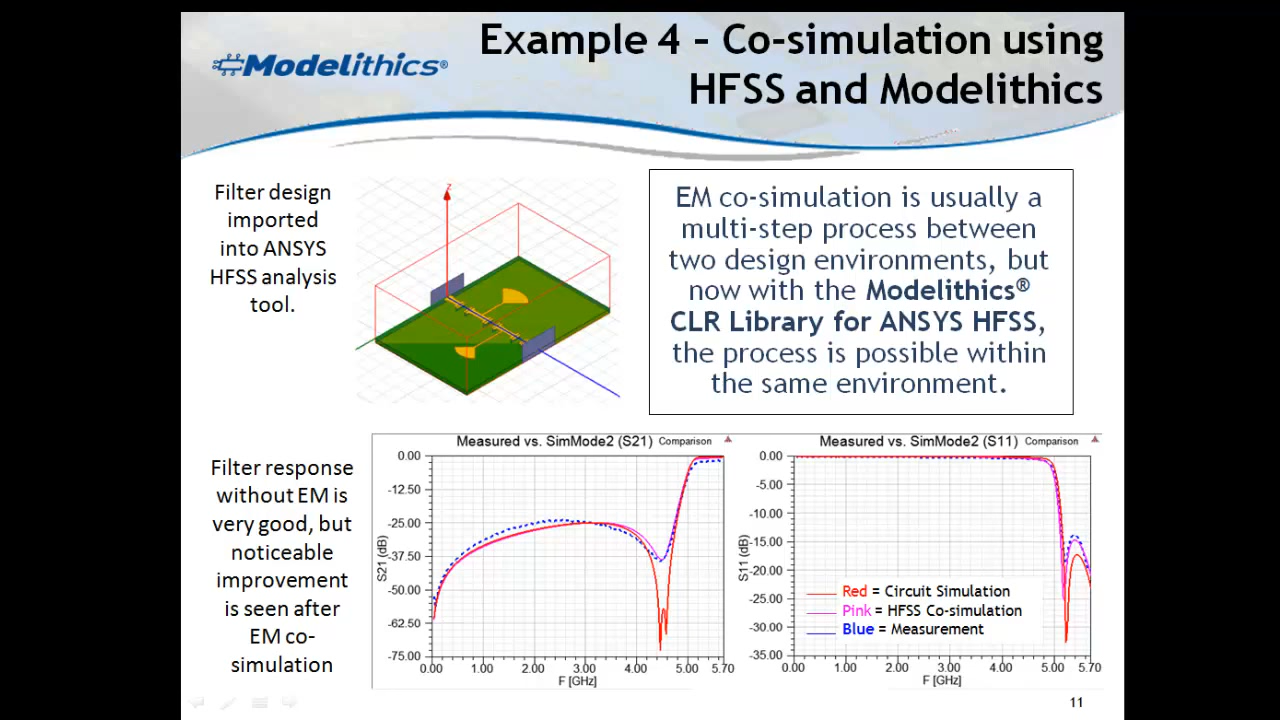 Modelithics®
Example 4 – Co-simulation using
HFSS and Modelithics
Filter design
imported
into ANSYS
HFSS analysis
tool.
Z
EM co-simulation is usually a
multi-step process between
two design environments, but
now with the Modelithics®
CLR Library for ANSYS HFSS,
the process is possible within
the same environment.
Filter response
without EM is
very good, but
noticeable
improvement
is seen after
EM co-
simulation
Measured vs. SimMode2 (S21) Comparison
0.00
-12.50
-25.00
-37.50
-50.00
-62.50
-75.00
S21 (dB)
0.00 1.00 2.00 3.00 4.00 5.00 5.70
F [GHz]
Measured vs. SimMode2 (S11) Comparison
0.00
-5.00
-10.00
-15.00
-20.00
-25.00
-30.00
-35.00
S11 (dB)
Red = Circuit Simulation
Pink = HFSS Co-simulation
Blue = Measurement
0.00 1.00 2.00 3.00 4.00 5.00 5.70
F [GHz]
11